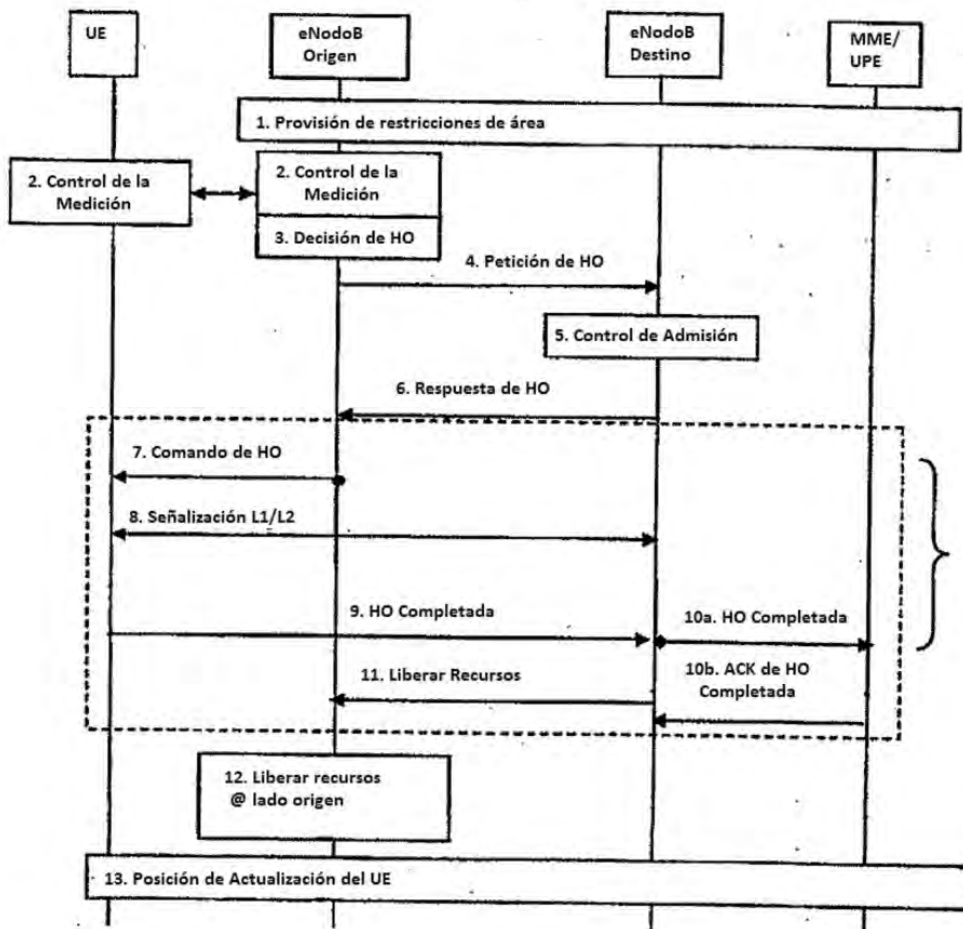 UE
eNodoB
Origen
eNodoB
Destino
MME/
UPE
1. Provisión de restricciones de área
2. Control de la
Medición
2. Control de la
Medición
3. Decisión de HO
4. Petición de HO
5. Control de Admisión
6. Respuesta de HO
7. Comando de HO
8. Señalización L1/L2
9. HO Completada
10a. HO Completada
10b. ACK de HO
Completada
11. Liberar Recursos
12. Liberar recursos
@ lado origen
13. Posición de Actualización del UE